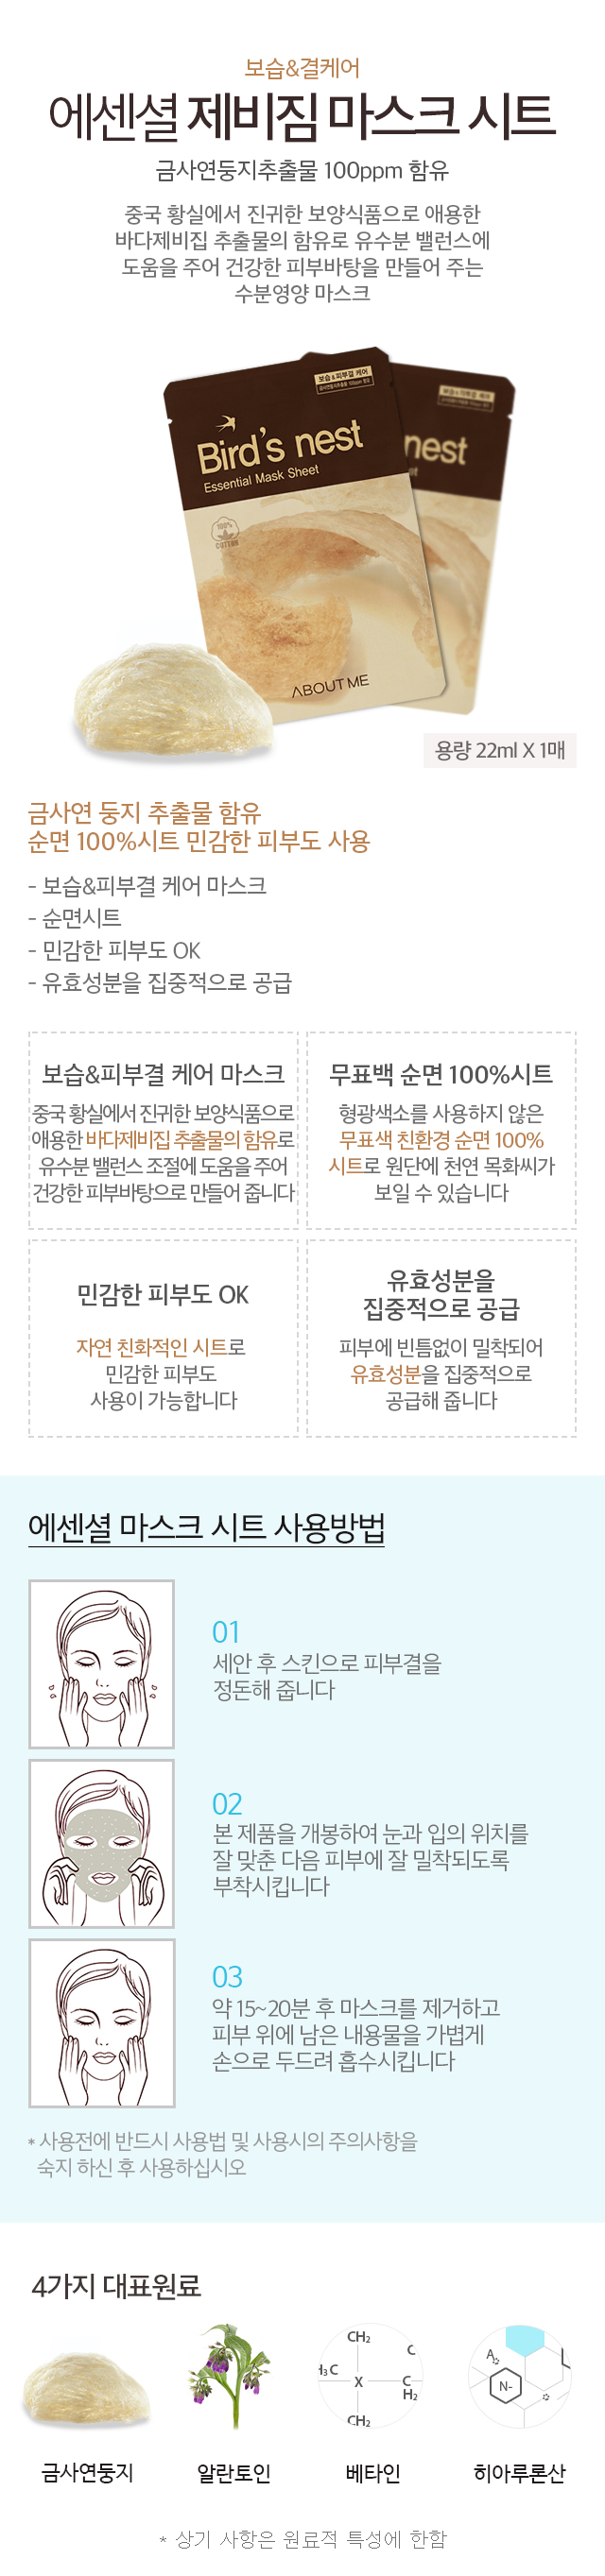 보습&결케어
에센셜 제비짐 마스크 시트
금사연둥지추출물 100ppm 함유
중국 황실에서 진귀한 보양식품으로 애용한
바다제비집 추출물의 함유로 유수분 밸런스에
도움을 주어 건강한 피부바탕을 만들어 주는
수분영양 마스크
보습&피부결 케어
금사연둥지추출물 100ppm 함유
Bird's nest
Essential Mask Sheet
100%
COTTON
ABOUT ME
nest
용량 22ml X 1매
금사연 둥지 추출물 함유
순면 100%시트 민감한 피부도 사용
- 보습&피부결 케어 마스크
- 순면시트
- 민감한 피부도 OK
- 유효성분을 집중적으로 공급
보습&피부결 케어 마스크
중국 황실에서 진귀한 보양식품으로
애용한 바다제비집 추출물의 함유로
유수분 밸런스 조절에 도움을 주어
건강한 피부바탕으로 만들어 줍니다
무표백 순면 100%시트
형광색소를 사용하지 않은
무표색 친환경 순면 100%
시트로 원단에 천연 목화씨가
보일 수 있습니다
민감한 피부도 OK
자연 친화적인 시트로
민감한 피부도
사용이 가능합니다
유효성분을
집중적으로 공급
피부에 빈틈없이 밀착되어
유효성분을 집중적으로
공급해 줍니다
에센셜 마스크 시트 사용방법
01
세안 후 스킨으로 피부결을
정돈해 줍니다
02
본 제품을 개봉하여 눈과 입의 위치를
잘 맞춘 다음 피부에 잘 밀착되도록
부착시킵니다
03
약 15~20분 후 마스크를 제거하고
피부 위에 남은 내용물을 가볍게
손으로 두드려 흡수시킵니다
* 사용전에 반드시 사용법 및 사용시의 주의사항을
숙지 하신 후 사용하십시오
4가지 대표원료
CH₂
C
H₃C
X
C
H₂
CH₂
A
N-
금사연둥지
알란토인
베타인
히아루론산
* 상기 사항은 원료적 특성에 한함